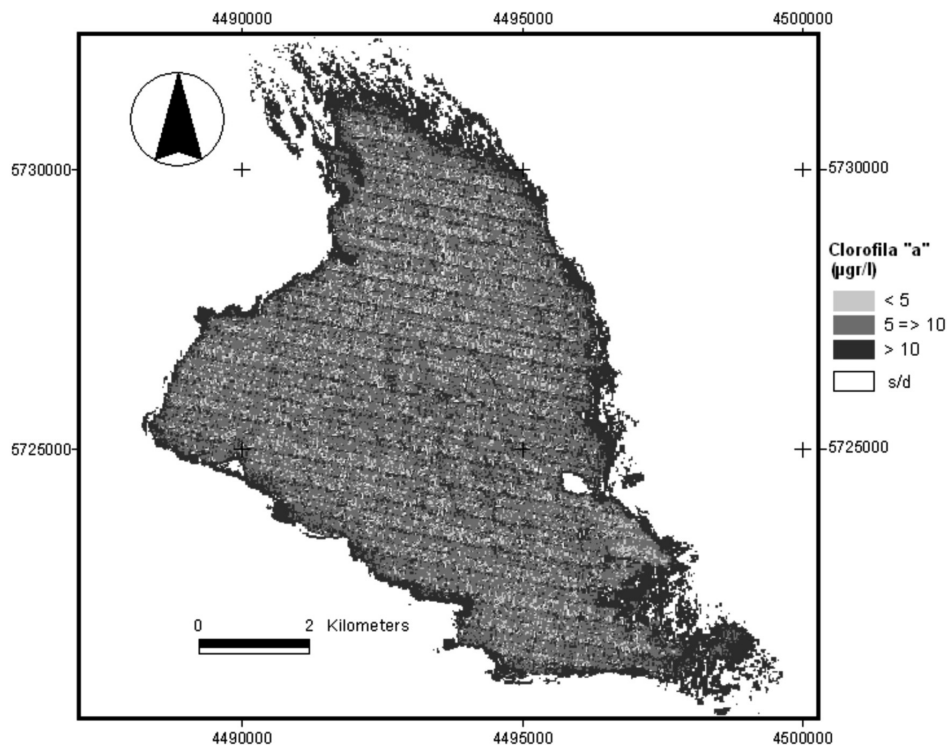 4490000 4495000 4500000
5730000 5730000
Clorofila "a"
(µgr/l)
< 5
5 => 10
> 10
s/d
5725000 5725000
0 2 Kilometers
4490000 4495000 4500000